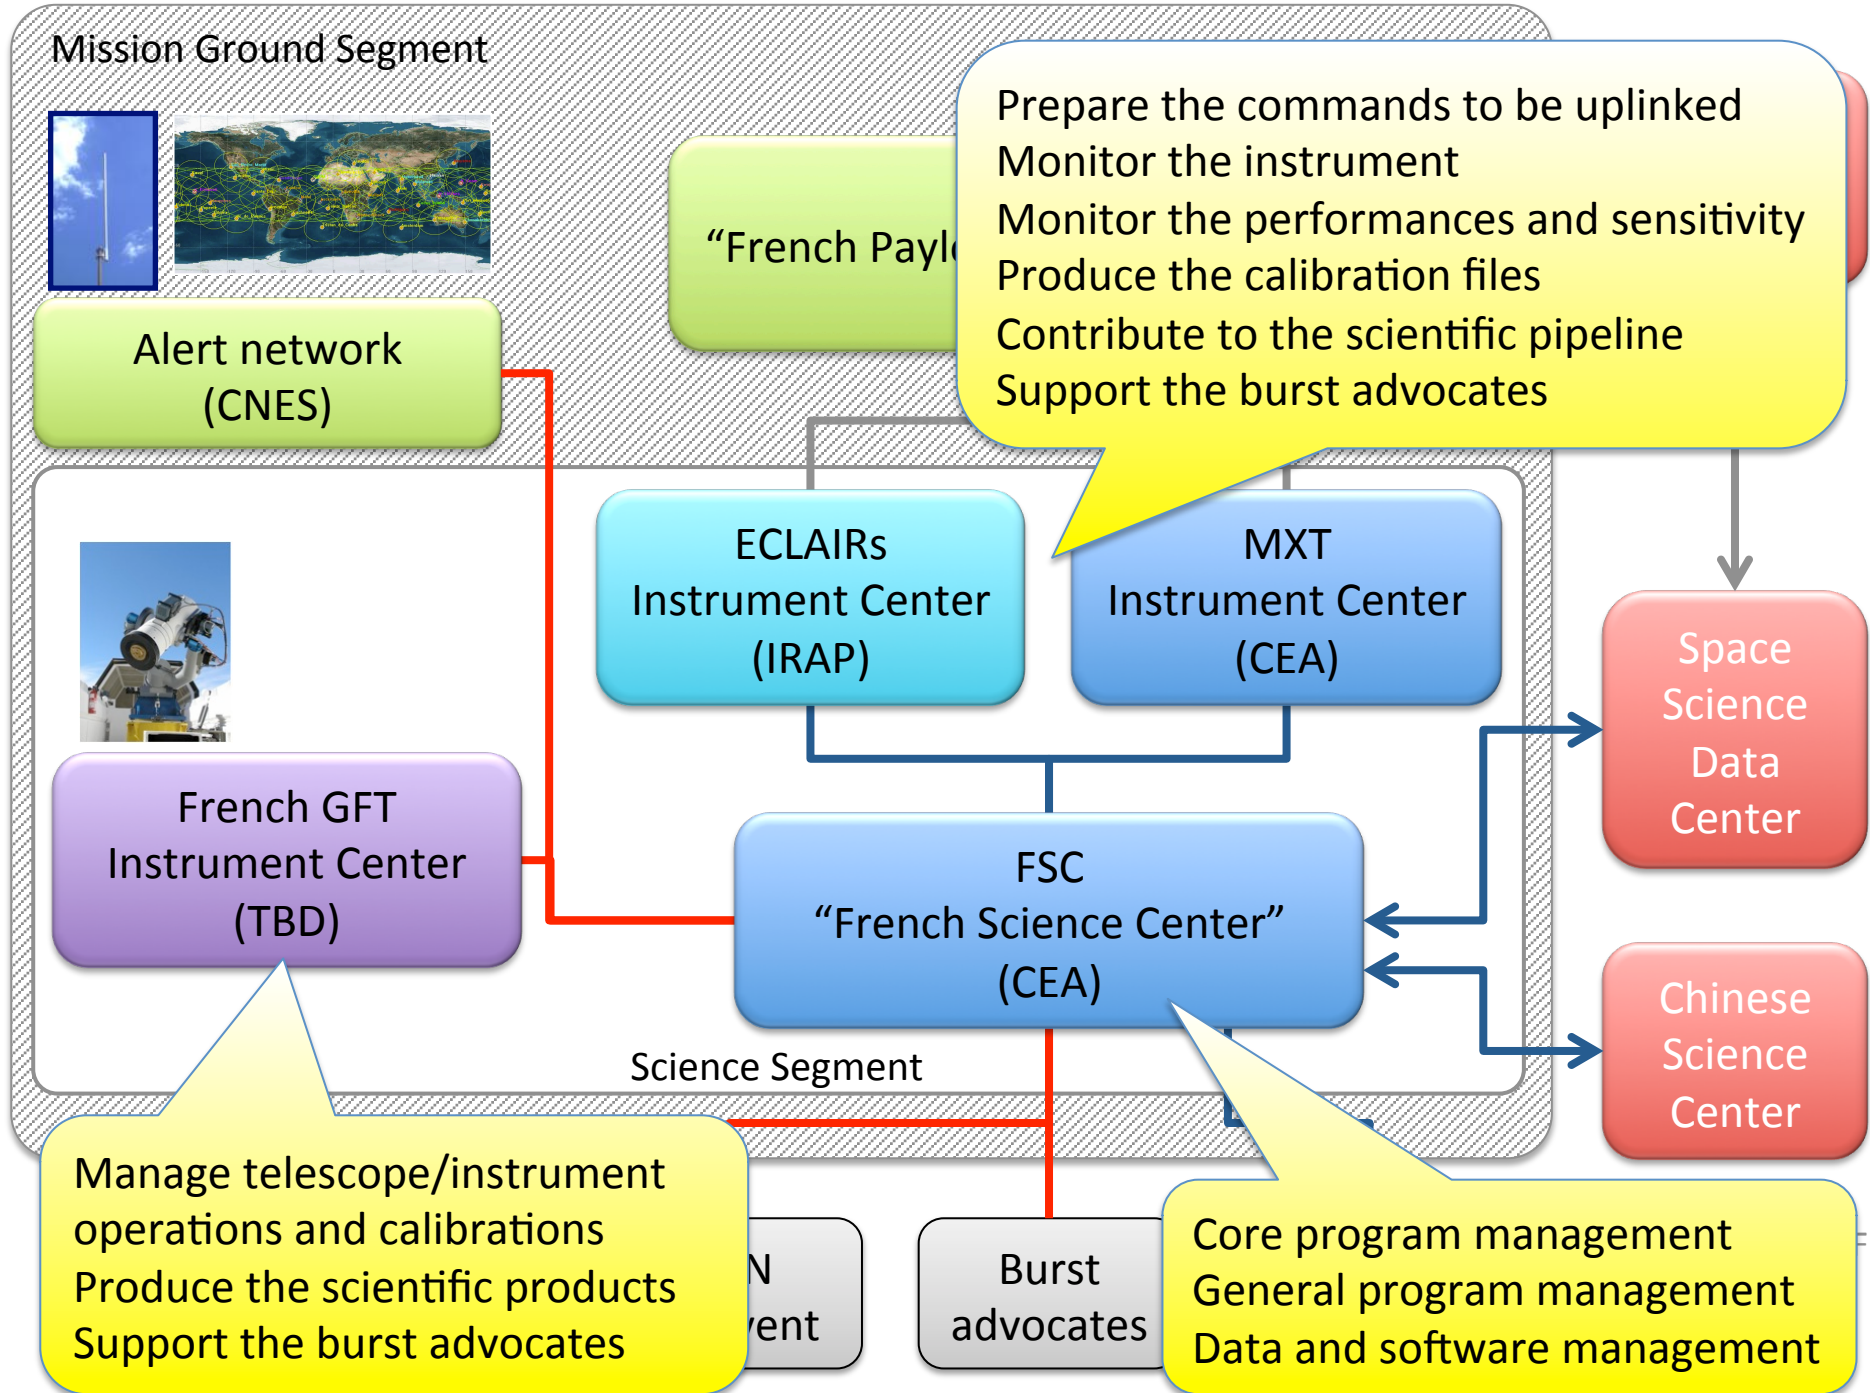 Mission Ground Segment
Prepare the commands to be uplinked
Monitor the instrument
Monitor the performances and sensitivity
Produce the calibration files
Contribute to the scientific pipeline
Support the burst advocates
“French
Alert network
(CNES)
ECLAIRs
Instrument Center
(IRAP)
MXT
Instrument Center
(CEA)
Space
Science
Data
Center
French GFT
Instrument Center
(TBD)
FSC
“French Science Center”
(CEA)
Chinese
Science
Center
Science Segment
Manage telescope/instrument
operations and calibrations
Produce the scientific products
Support the burst advocates
Burst
advocates
Core program management
General program management
Data and software management